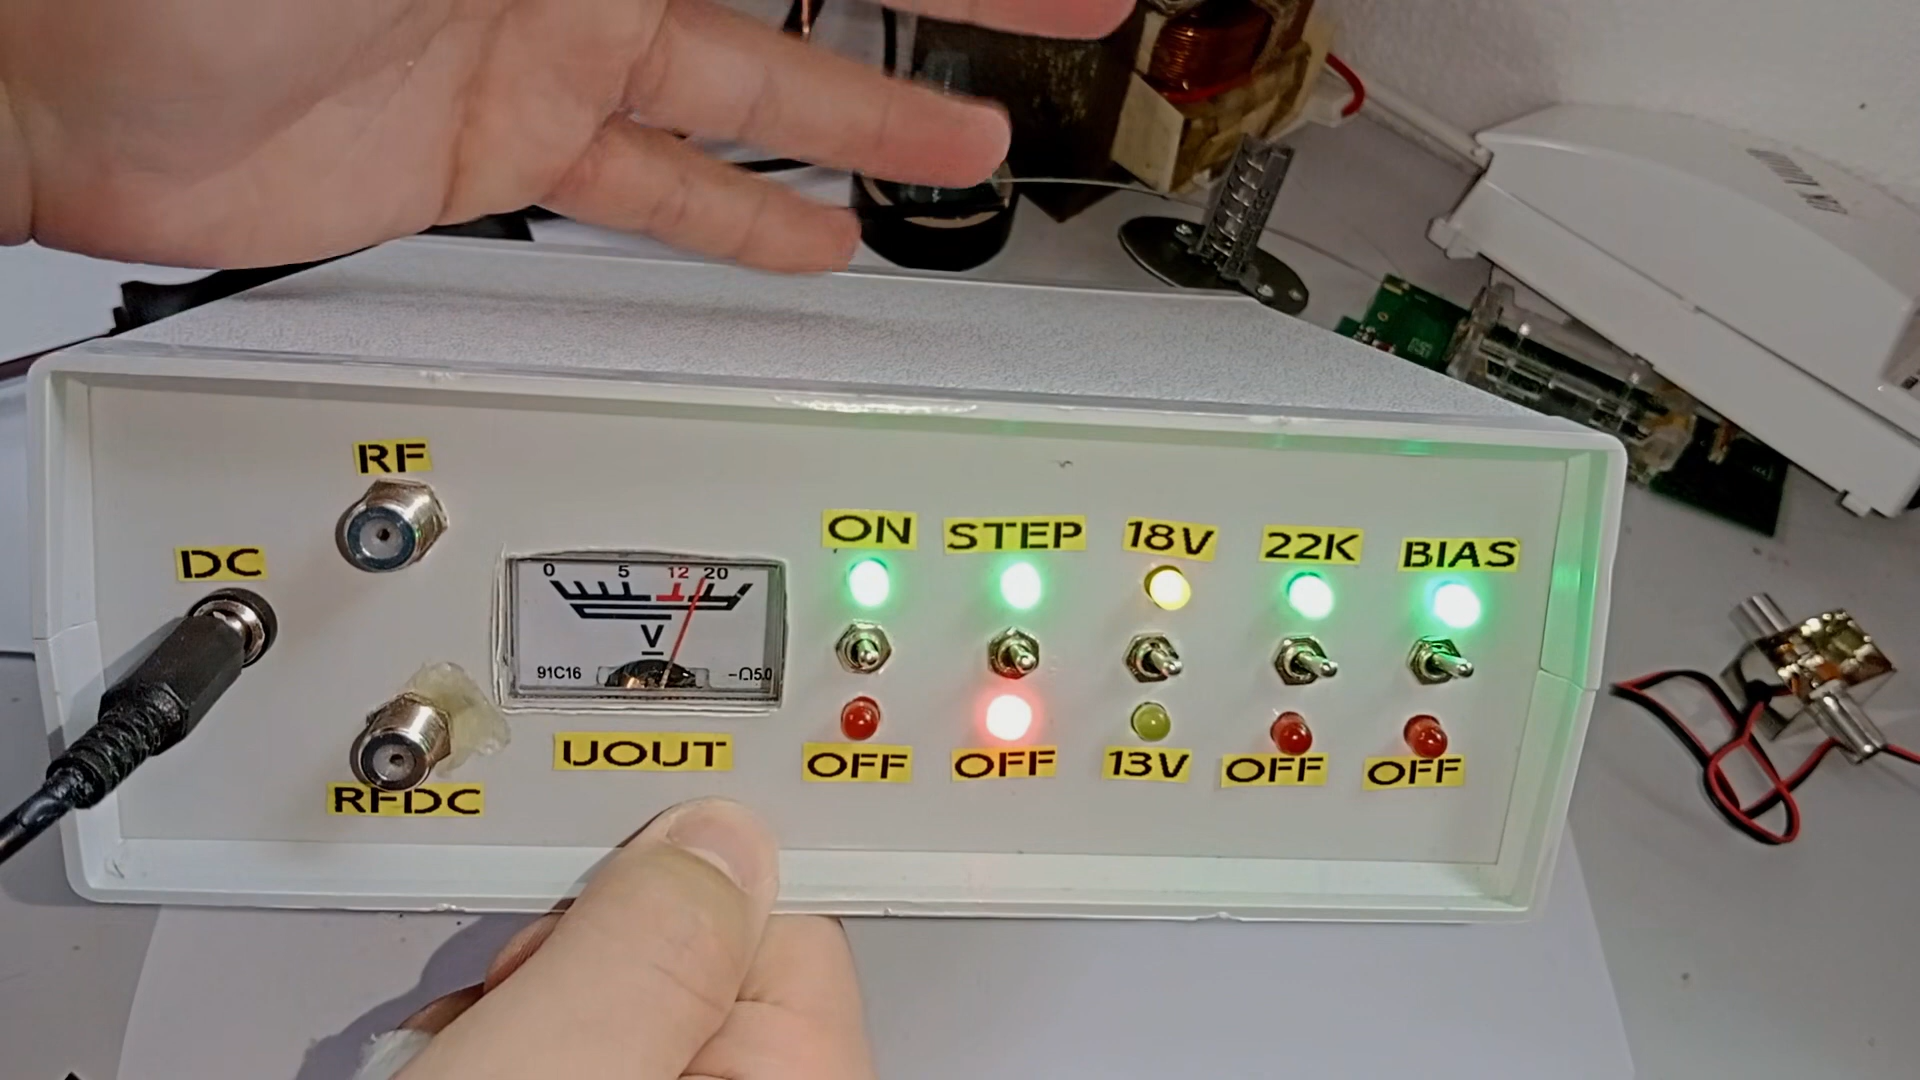 RF
DC
RFDC
0 5 12 20
V
91C16
5.0
UOUT
ON STEP 18V 22K BIAS
OFF OFF 13V OFF OFF